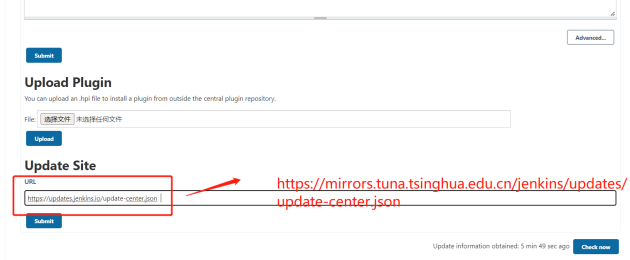 Advanced...
Submit
Upload Plugin
You can upload an .hpi file to install a plugin from outside the central plugin repository.
File: 选择文件 未选择任何文件
Upload
Update Site
URL
https://mirrors.tuna.tsinghua.edu.cn/jenkins/updates/
update-center.json
https://updates.jenkins.io/update-center.json
Submit
Update information obtained: 5 min 49 sec ago Check now